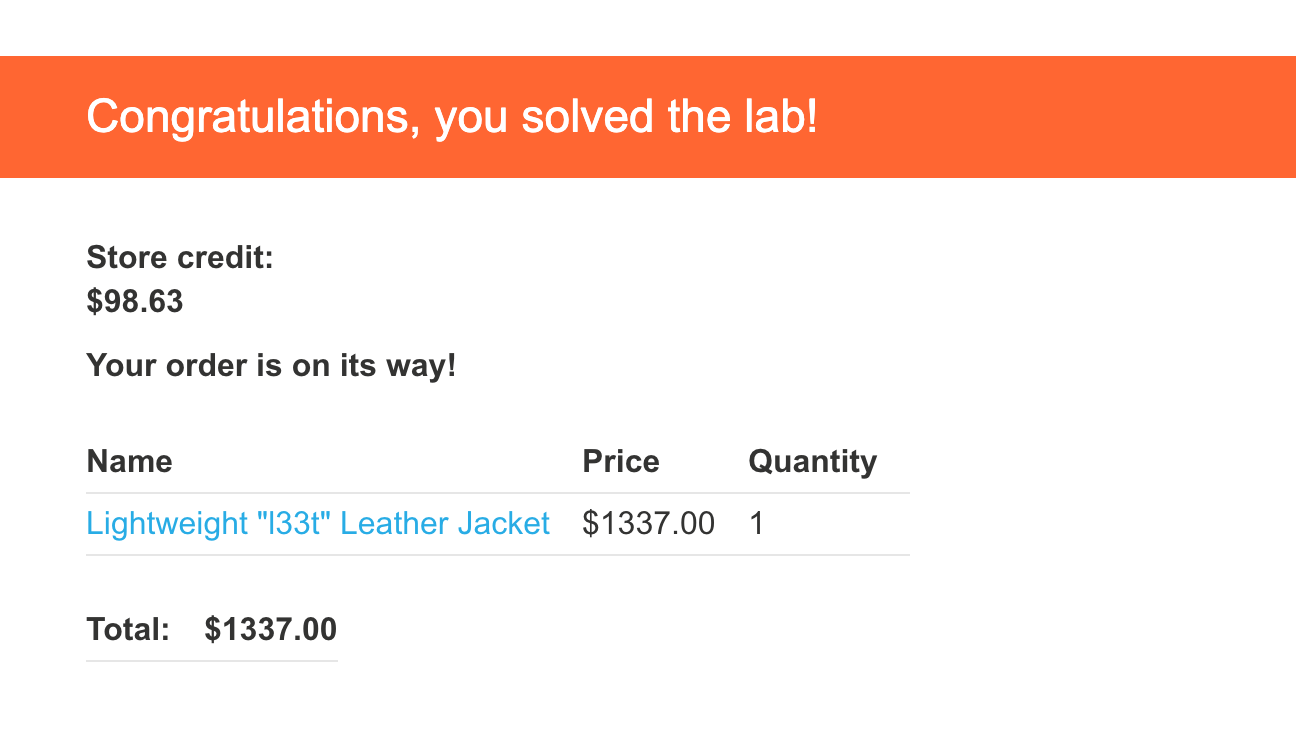 Congratulations, you solved the lab!
Store credit:
$98.63
Your order is on its way!
Name Price Quantity
Lightweight "l33t" Leather Jacket $1337.00 1
Total: $1337.00